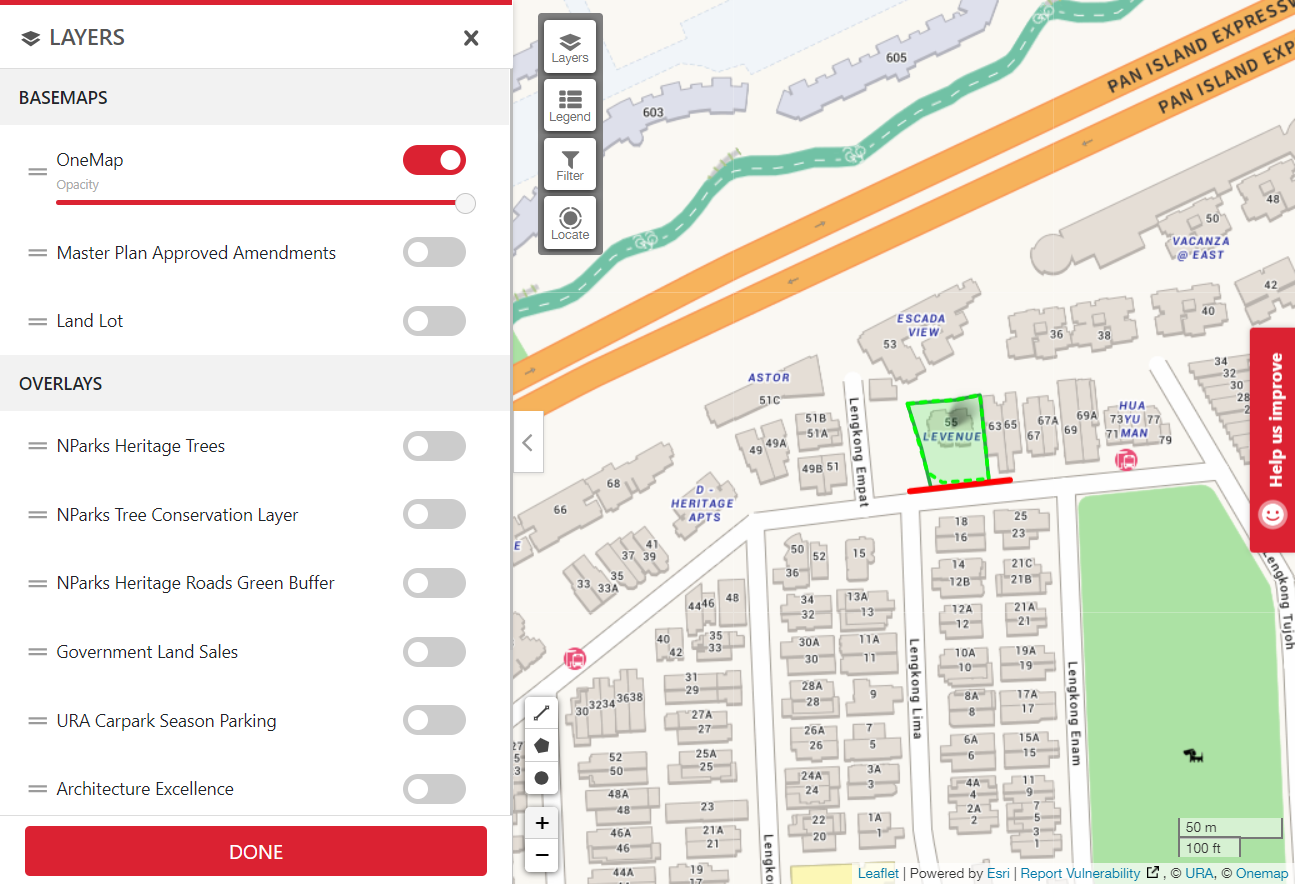 LAYERS
BASEMAPS
OneMap
Opacity
Master Plan Approved Amendments
Land Lot
OVERLAYS
NParks Heritage Trees
NParks Tree Conservation Layer
NParks Heritage Roads Green Buffer
Government Land Sales
URA Carpark Season Parking
Architecture Excellence
DONE
Layers
Legend
Filter
Locate
603
605
PAN ISLAND EXPRESSW
PAN ISLAND EXP
48
50
VACANZA
@ EAST
42
40
38
36
ESCADA
VIEW
53
ASTOR
51C
51B
51A
49
49A
49B 51
Lengkong Empat
55
LEVENUE
63 65
67A
67
69A
69
HUA
73 YU 77
71 MAN 79
34
32
30
28
Help us improve
68
66
D -
HERITAGE
APTS
E
41
37 39
35
33
33A
48
44 46
40
42
35
33
50
52
36
15
18
16
25
23
34
32
13A
13
14
12B
21C
21B
12A
12
21A
21
30A
30
11A
11
10A
10
19A
19
28A
28
9
8A
8
17A
17
31
29
30 32 34 36 38
27A
27
26A
26
7
5
6A
6
15A
15
25A
25
52
50
24A
24
3A
3
4A
4
11
9
2A
2
7
5
3
1
48A
48
23
22
20
1A
1
46A
46
21A
21
44A
19
17
27
5
3
Lengkong Lima
Lengkong Enam
Lengkong Tujoh
Lengko
+
−
50 m
100 ft
Leaflet | Powered by Esri | Report Vulnerability , © URA, © Onemap